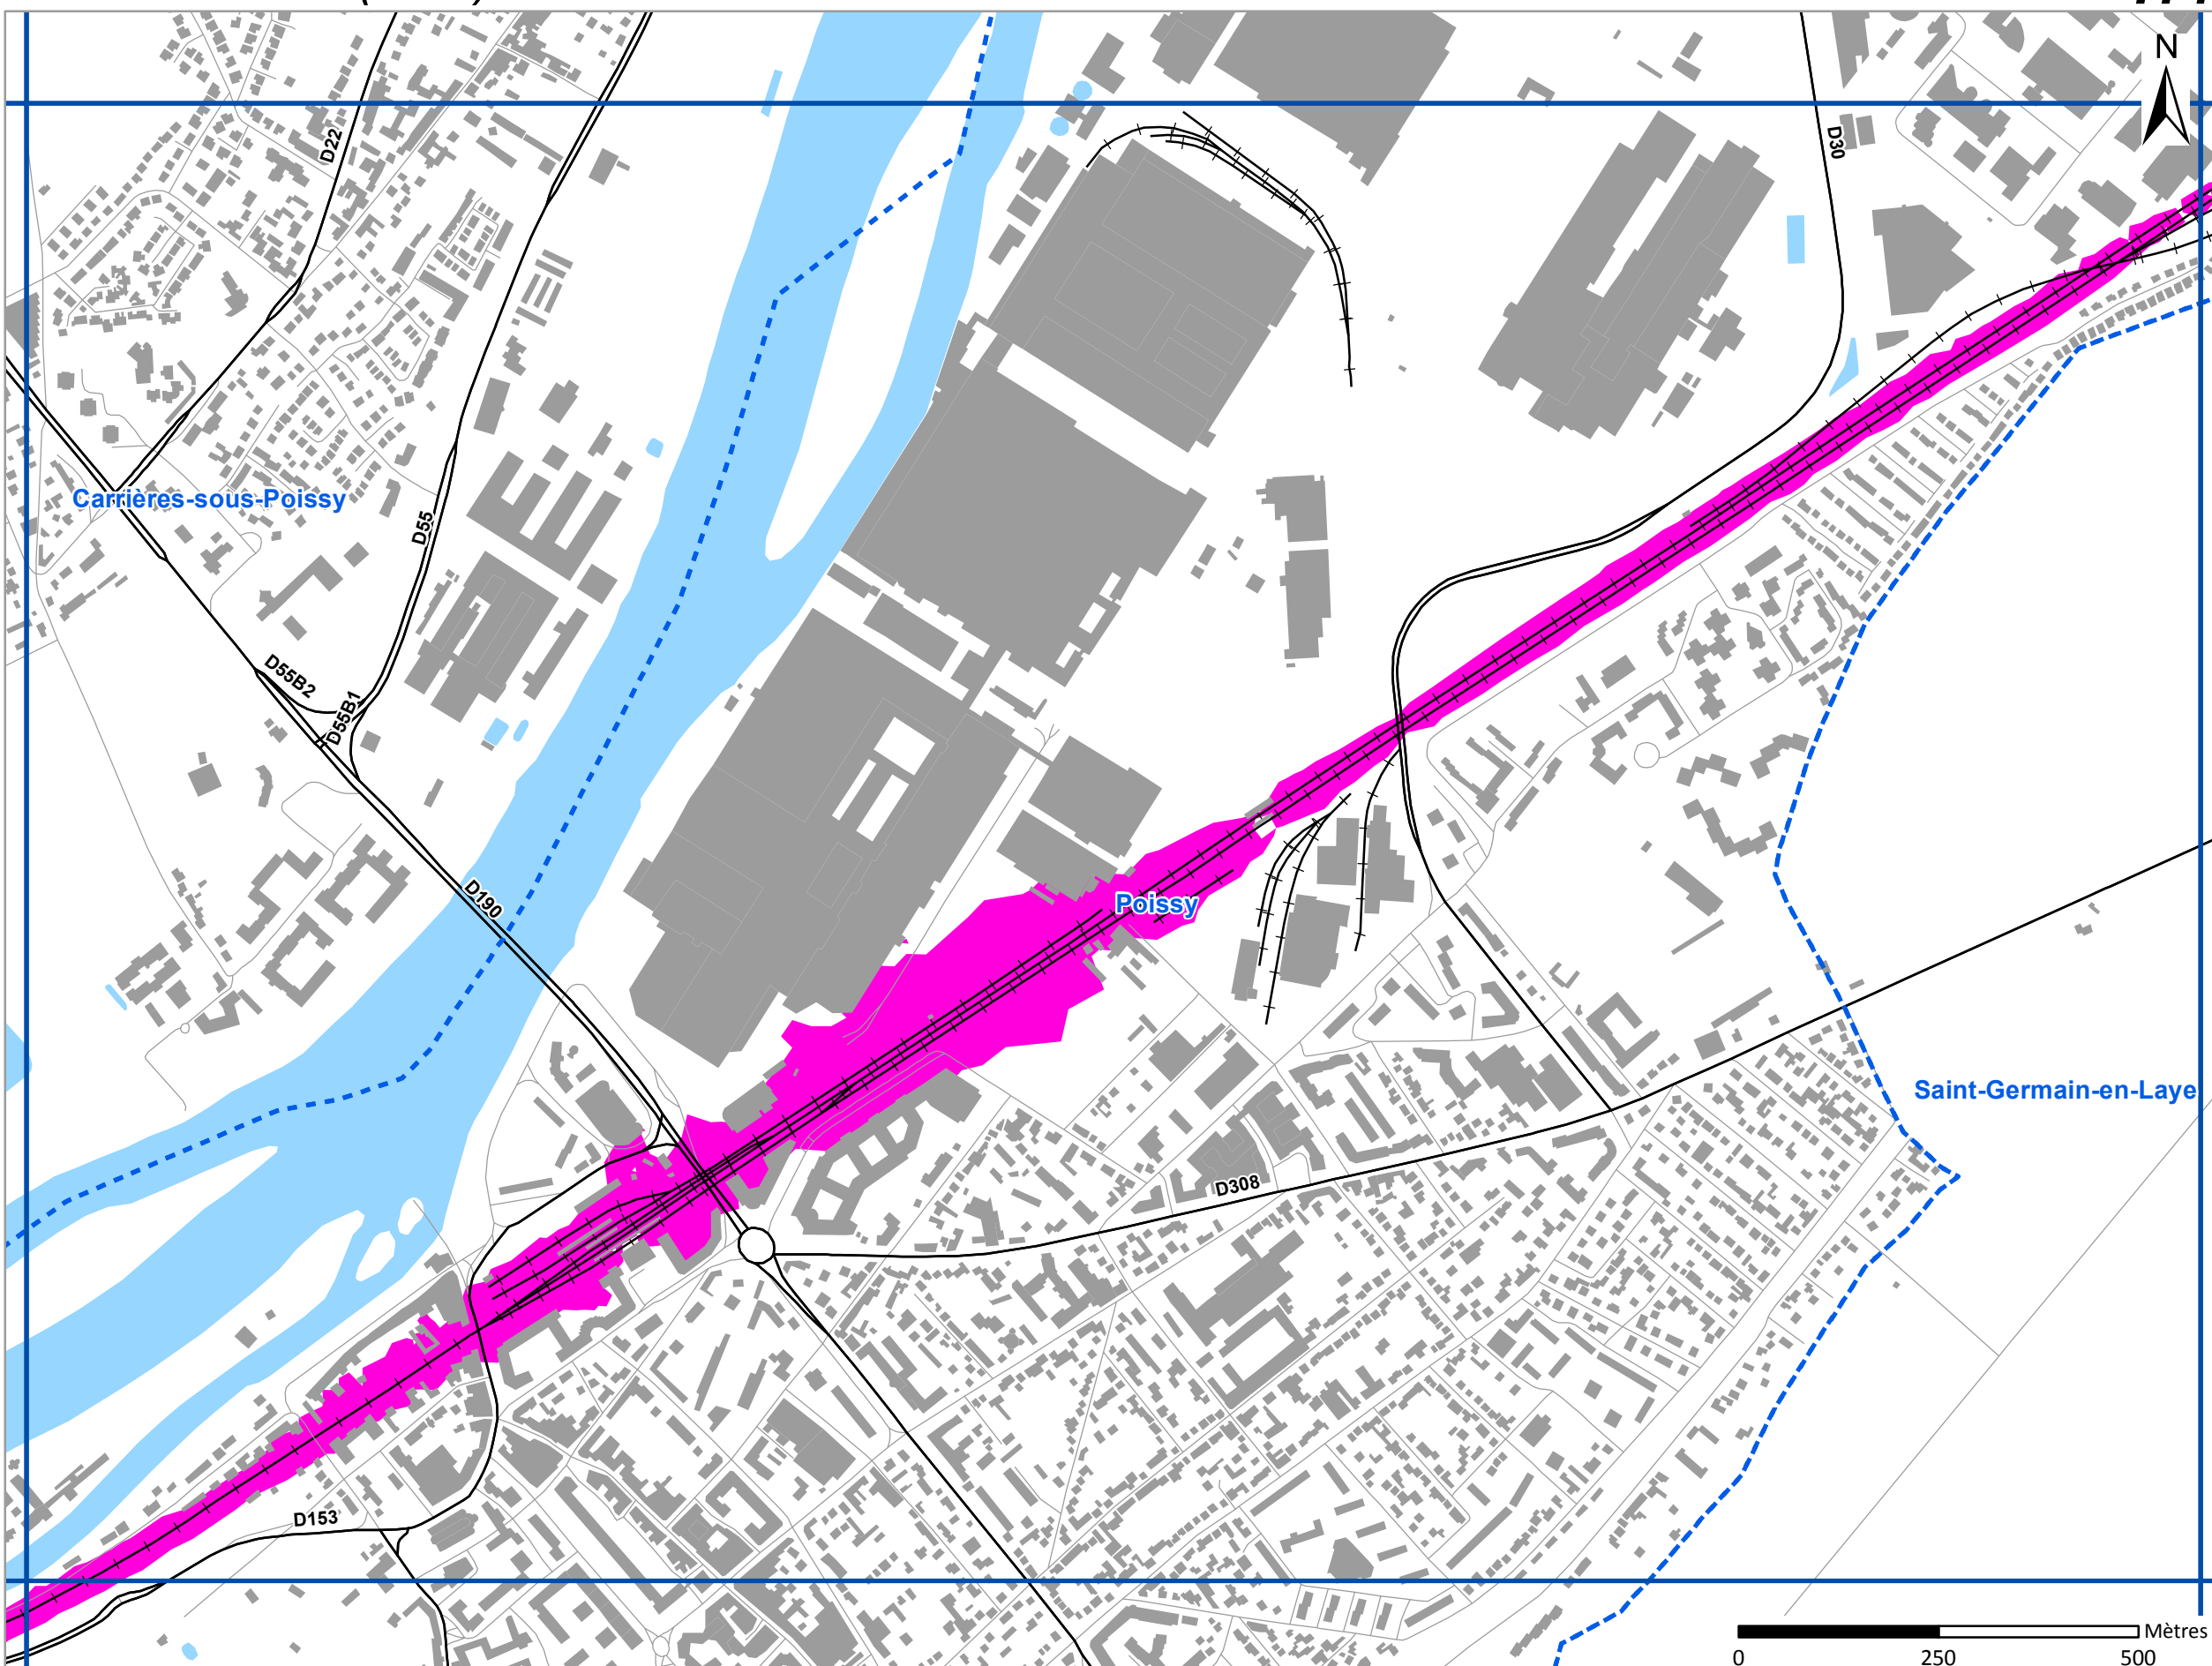 N
D22
D30
Carrières-sous-Poissy
D55
D55B2
D55B1
D190
Poissy
Saint-Germain-en-Laye
D308
D153
Mètres
0 250 500